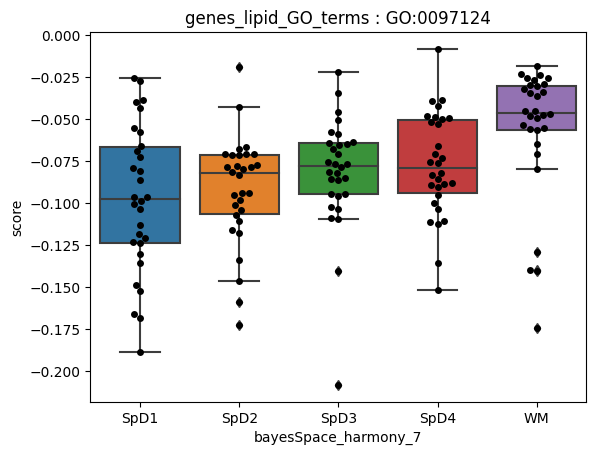 genes_lipid_GO_terms : GO:0097124
0.000
−0.025
−0.050
−0.075
−0.100
−0.125
−0.150
−0.175
−0.200
score
SpD1 SpD2 SpD3 SpD4 WM
bayesSpace_harmony_7